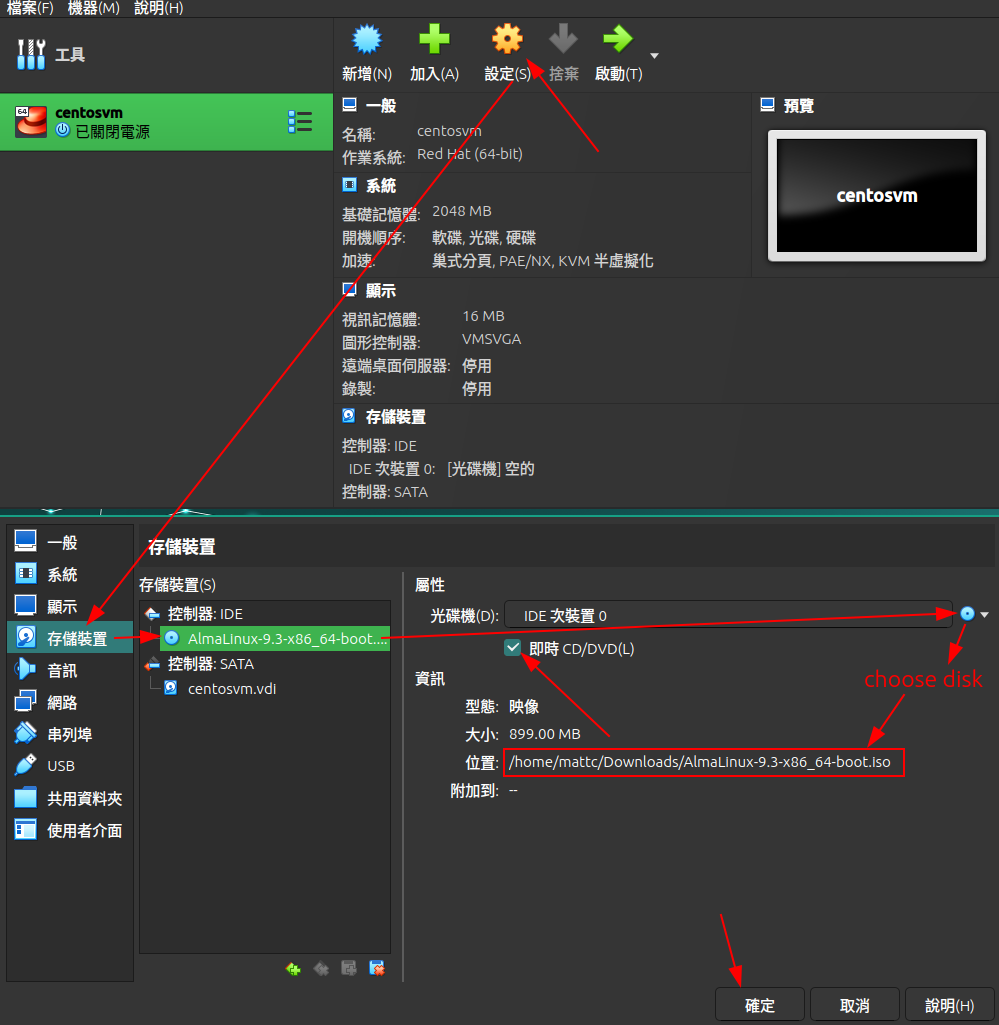 檔案(F) 機器(M) 說明(H)
工具
新增(N) 加入(A) 設定(S) 捨棄 啟動(T)
64
centosvm
已關閉電源
一般
名稱: centosvm
作業系統: Red Hat (64-bit)
預覽
centosvm
系統
基礎記憶體: 2048 MB
開機順序: 軟碟, 光碟, 硬碟
加速: 巢式分頁, PAE/NX, KVM 半虛擬化
顯示
視訊記憶體: 16 MB
圖形控制器: VMSVGA
遠端桌面伺服器: 停用
錄製: 停用
存儲裝置
控制器: IDE
IDE 次裝置 0: [光碟機] 空的
控制器: SATA
一般
系統
顯示
存儲裝置
音訊
網路
串列埠
USB
共用資料夾
使用者介面
存儲裝置
存儲裝置(S)
控制器: IDE
AlmaLinux-9.3-x86_64-boot....
控制器: SATA
centosvm.vdi
屬性
光碟機(D): IDE 次裝置 0
即時 CD/DVD(L)
choose disk
資訊
型態: 映像
大小: 899.00 MB
位置: /home/mattc/Downloads/AlmaLinux-9.3-x86_64-boot.iso
附加到: --
確定 取消 說明(H)